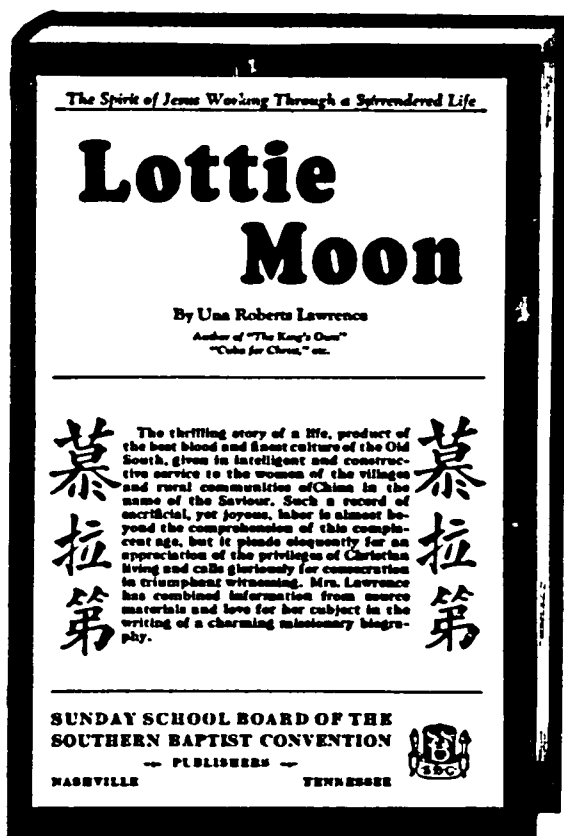 The Spirit of Jesus Working Through a Surrendered Life
Lottie
Moon
By Una Roberts Lawrence
Author of "The King's Own"
"Cuba for Christ," etc.
慕拉第
The thrilling story of a life, product of
the best blood and finest culture of the Old
South, given in intelligent and construc-
tive service to the women of the villages
and rural communities of China in the
name of the Saviour. Such a record of
sacrificial, yet joyous, labor is almost be-
yond the comprehension of this compla-
cent age, but it pleads eloquently for an
appreciation of the privileges of Christian
living and calls gloriously for consecration
in triumphant witnessing. Mrs. Lawrence
has combined information from source
materials and love for her subject in the
writing of a charming missionary biogra-
phy.
慕拉第
SUNDAY SCHOOL BOARD OF THE
SOUTHERN BAPTIST CONVENTION
PUBLISHERS
NASHVILLE TENNESSEE
SBC